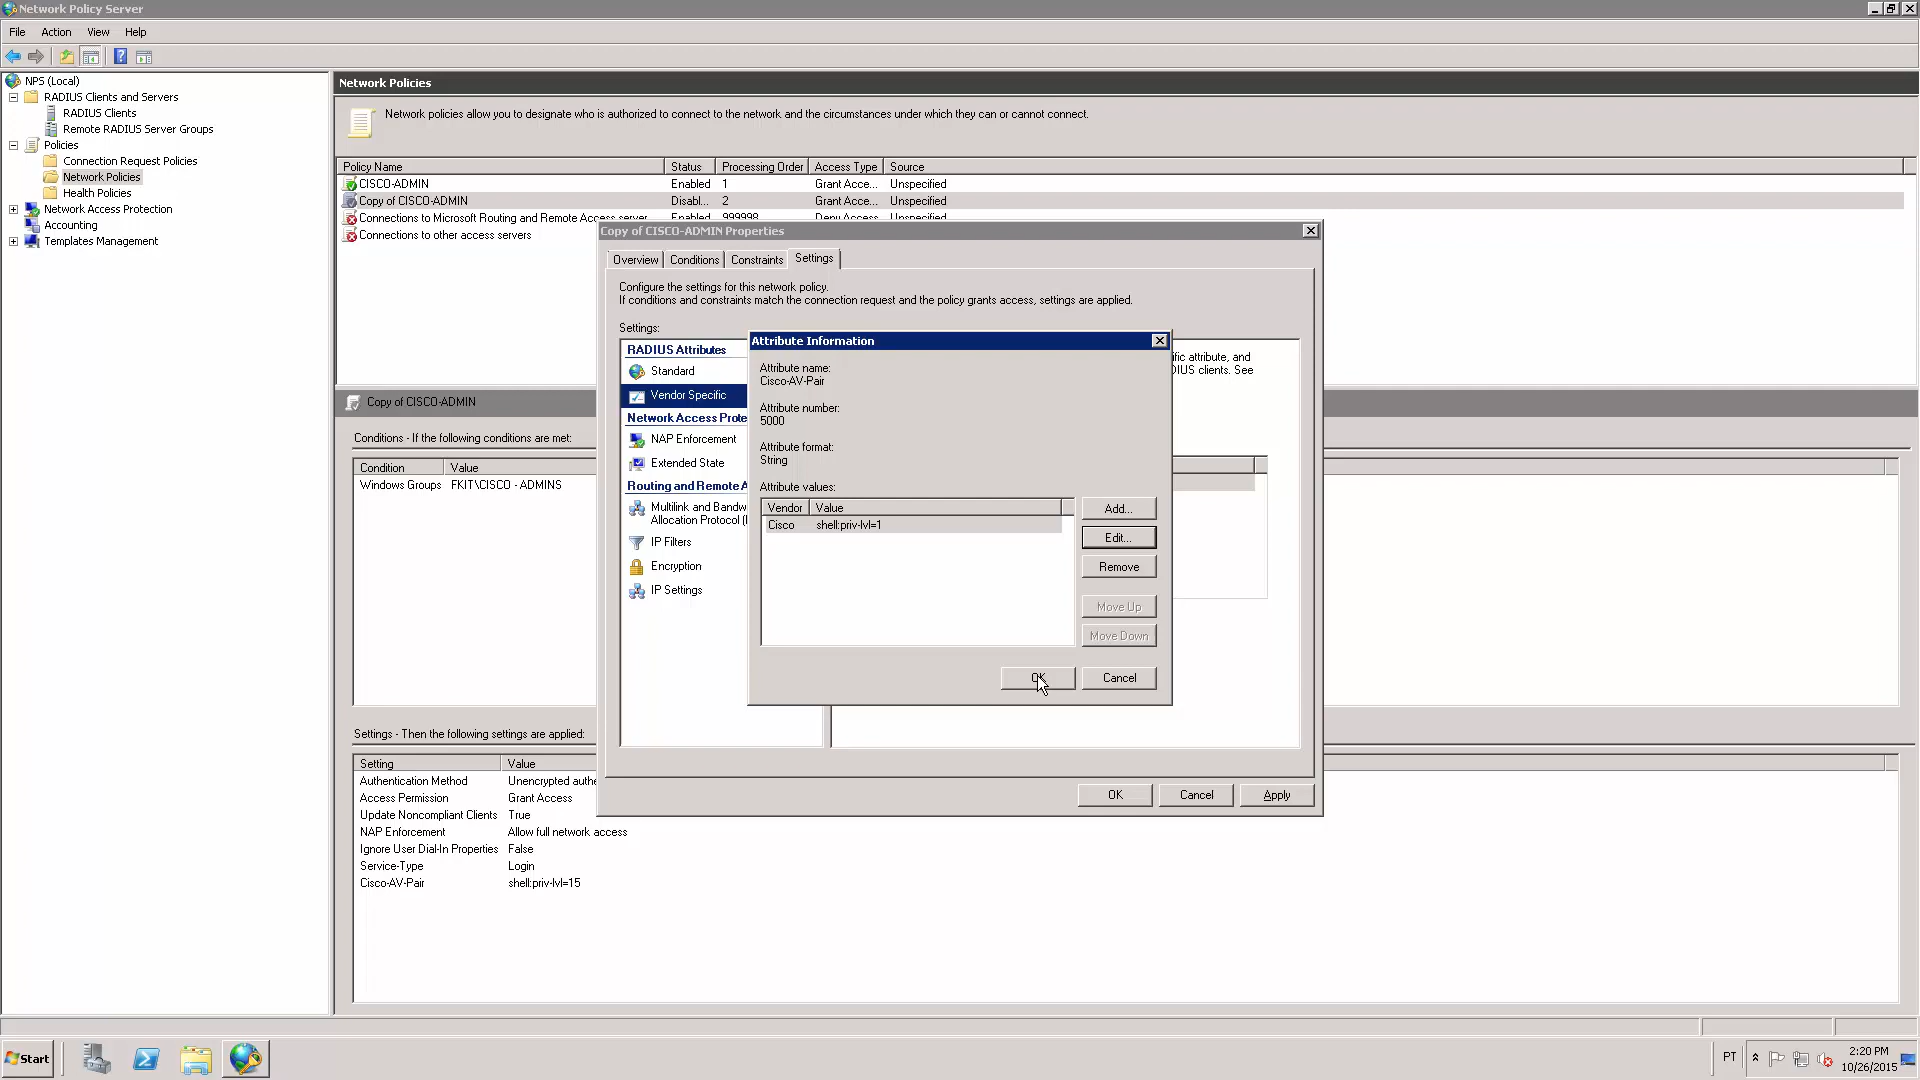 Network Policy Server
File Action View Help
NPS (Local)
RADIUS Clients and Servers
RADIUS Clients
Remote RADIUS Server Groups
Policies
Connection Request Policies
Network Policies
Health Policies
Network Access Protection
Accounting
Templates Management
Network Policies
Network policies allow you to designate who is authorized to connect to the network and the circumstances under which they can or cannot connect.
Policy Name Status Processing Order Access Type Source
CISCO-ADMIN Enabled 1 Grant Acce... Unspecified
Copy of CISCO-ADMIN Disabl... 2 Grant Acce... Unspecified
Connections to Microsoft Routing and Remote Access server Enabled 999998 Deny Access Unspecified
Connections to other access servers
Copy of CISCO-ADMIN
Conditions - If the following conditions are met:
Condition Value
Windows Groups FKIT\CISCO - ADMINS
Settings - Then the following settings are applied:
Setting Value
Authentication Method Unencrypted authe
Access Permission Grant Access
Update Noncompliant Clients True
NAP Enforcement Allow full network access
Ignore User Dial-In Properties False
Service-Type Login
Cisco-AV-Pair shell:priv-lvl=15
Copy of CISCO-ADMIN Properties
Overview Conditions Constraints Settings
Configure the settings for this network policy.
If conditions and constraints match the connection request and the policy grants access, settings are applied.
Settings:
RADIUS Attributes
Standard
Vendor Specific
Network Access Prote
NAP Enforcement
Extended State
Routing and Remote A
Multilink and Bandw
Allocation Protocol (
IP Filters
Encryption
IP Settings
ific attribute, and
DIUS clients. See
OK Cancel Apply
Attribute Information
Attribute name:
Cisco-AV-Pair
Attribute number:
5000
Attribute format:
String
Attribute values:
Vendor Value
Cisco shell:priv-lvl=1
Add...
Edit...
Remove
Move Up
Move Down
OK Cancel
Start
PT
2:20 PM
10/26/2015